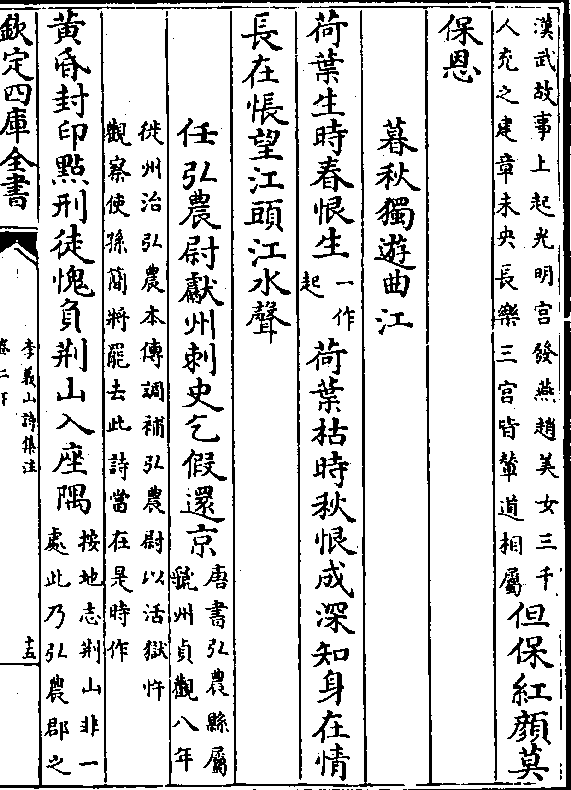 漢武故事上起光明宫發燕趙美女三千
人充之建章未央長樂三宫皆輦道相屬
但保紅顔莫
保恩
暮秋獨遊曲江
荷葉生時春恨生
一作
起
荷葉枯時秋恨成深知身在情
長在悵望江頭江水聲
任弘農尉獻州刺史乞假還京
唐書弘農縣屬
虢州貞觀八年
徙州治弘農本傳調補弘農尉以活獄忤
觀察使孫簡將罷去此詩當在是時作
黄昏封印點刑徒愧負荆山入座隅
按地志荆山非一
處此乃弘農郡之
欽定四庫全書
李義山詩集注
卷二下
十五